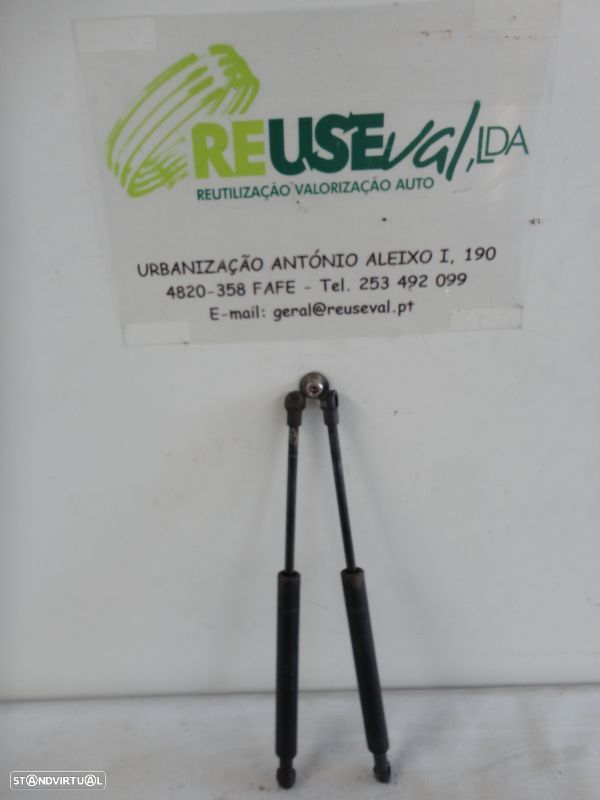 REUSEval, LDA
REUTILIZAÇÃO VALORIZAÇÃO AUTO
URBANIZAÇÃO ANTÓNIO ALEIXO I, 190
4820-358 FAFE - Tel. 253 492 099
E-mail: geral@reuseval.pt
STANDVIRTUAL